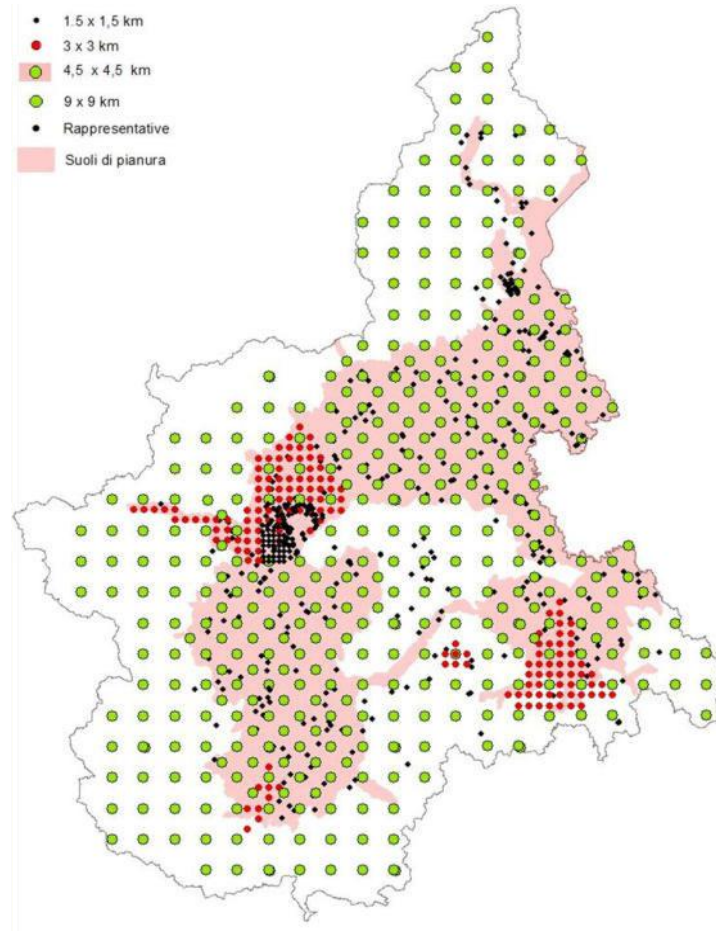 1.5 x 1,5 km
3 x 3 km
4,5 x 4,5 km
9 x 9 km
Rappresentative
Suoli di pianura